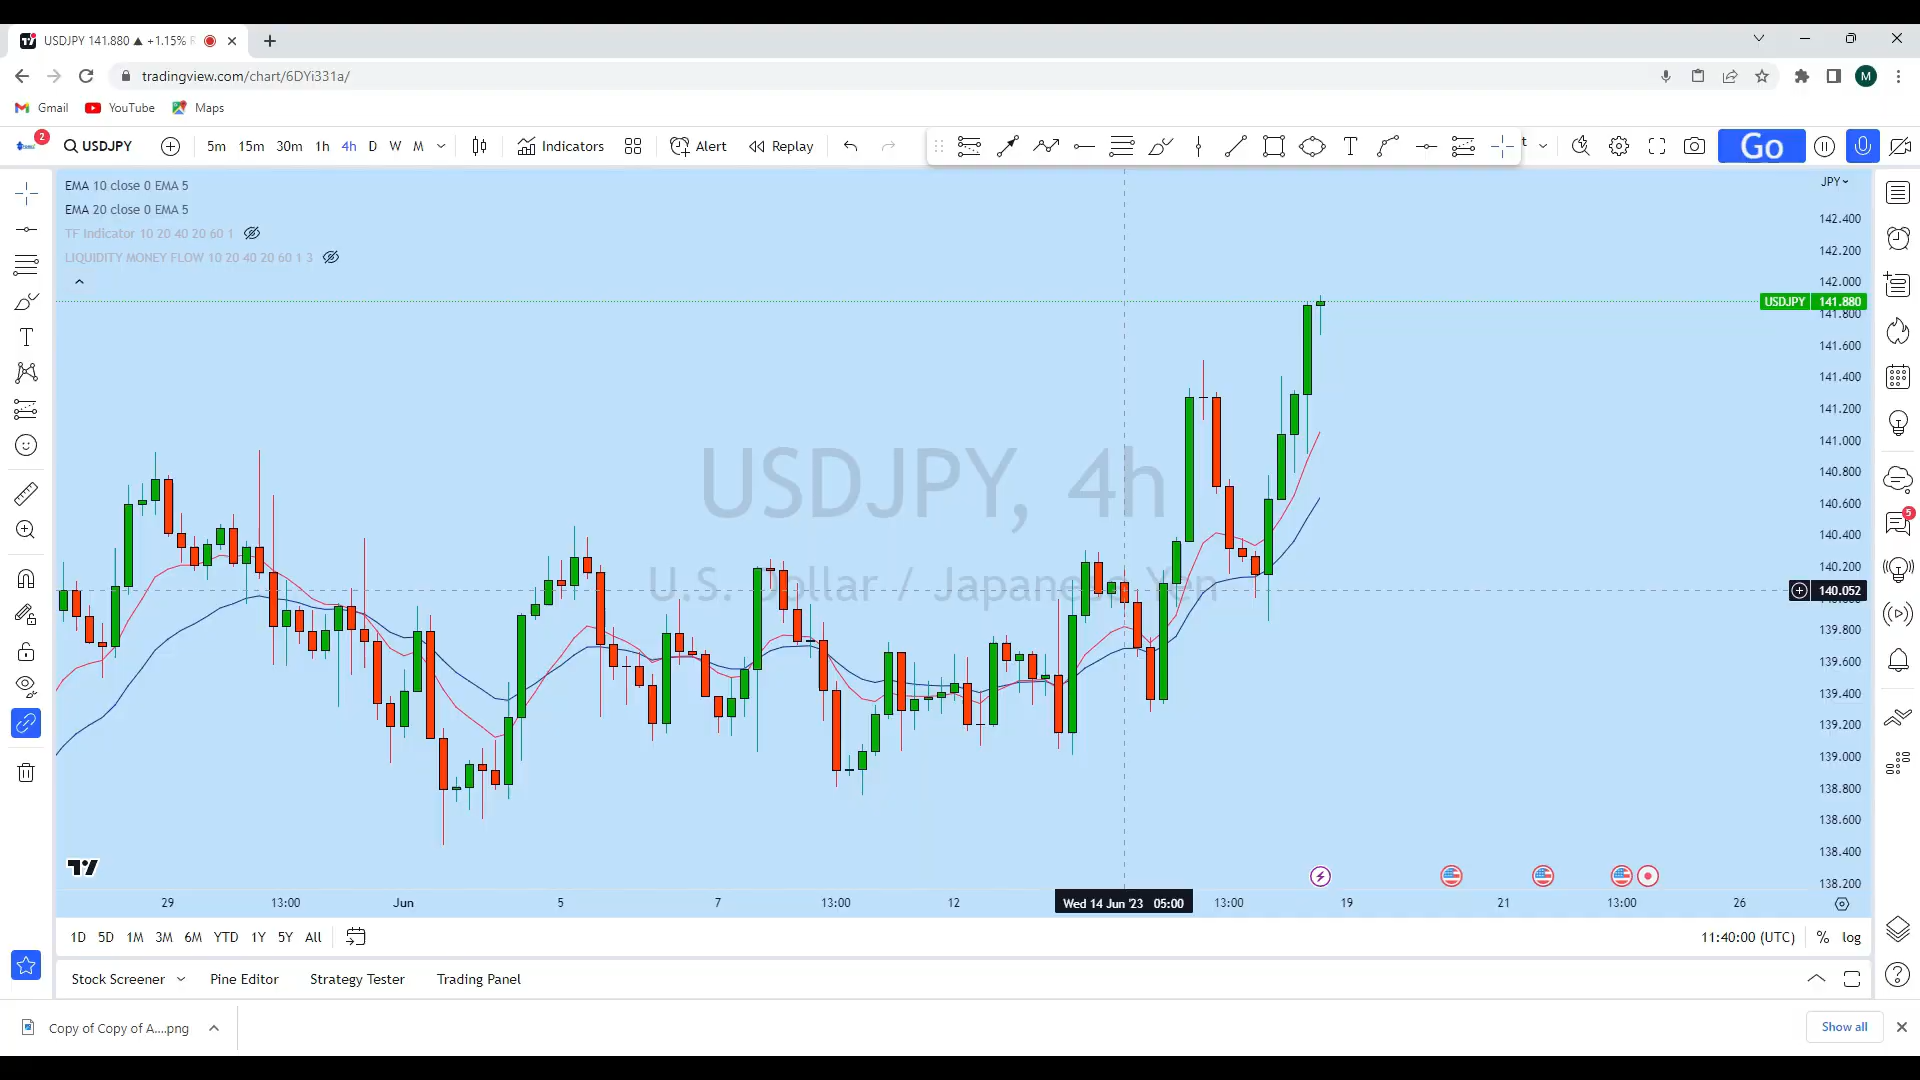 USDJPY 141.880 ▲ +1.15%
tradingview.com/chart/6DYi331a/
M
Gmail YouTube Maps
2
USDJPY 5m 15m 30m 1h 4h D W M Indicators Alert Replay Go
EMA 10 close 0 EMA 5
EMA 20 close 0 EMA 5
TF Indicator 10 20 40 20 60 1
LIQUIDITY MONEY FLOW 10 20 40 20 60 1 3
USDJPY, 4h
U.S. Dollar / Japanese Yen
JPY
142.400
142.200
142.000
USDJPY 141.880
141.800
141.600
141.400
141.200
141.000
140.800
140.600
140.400
140.200
140.052
139.800
139.600
139.400
139.200
139.000
138.800
138.600
138.400
138.200
5
29 13:00 Jun 5 7 13:00 12 Wed 14 Jun '23 05:00 13:00 19 21 13:00 26
1D 5D 1M 3M 6M YTD 1Y 5Y All 11:40:00 (UTC) % log
Stock Screener Pine Editor Strategy Tester Trading Panel
Copy of Copy of A....png Show all